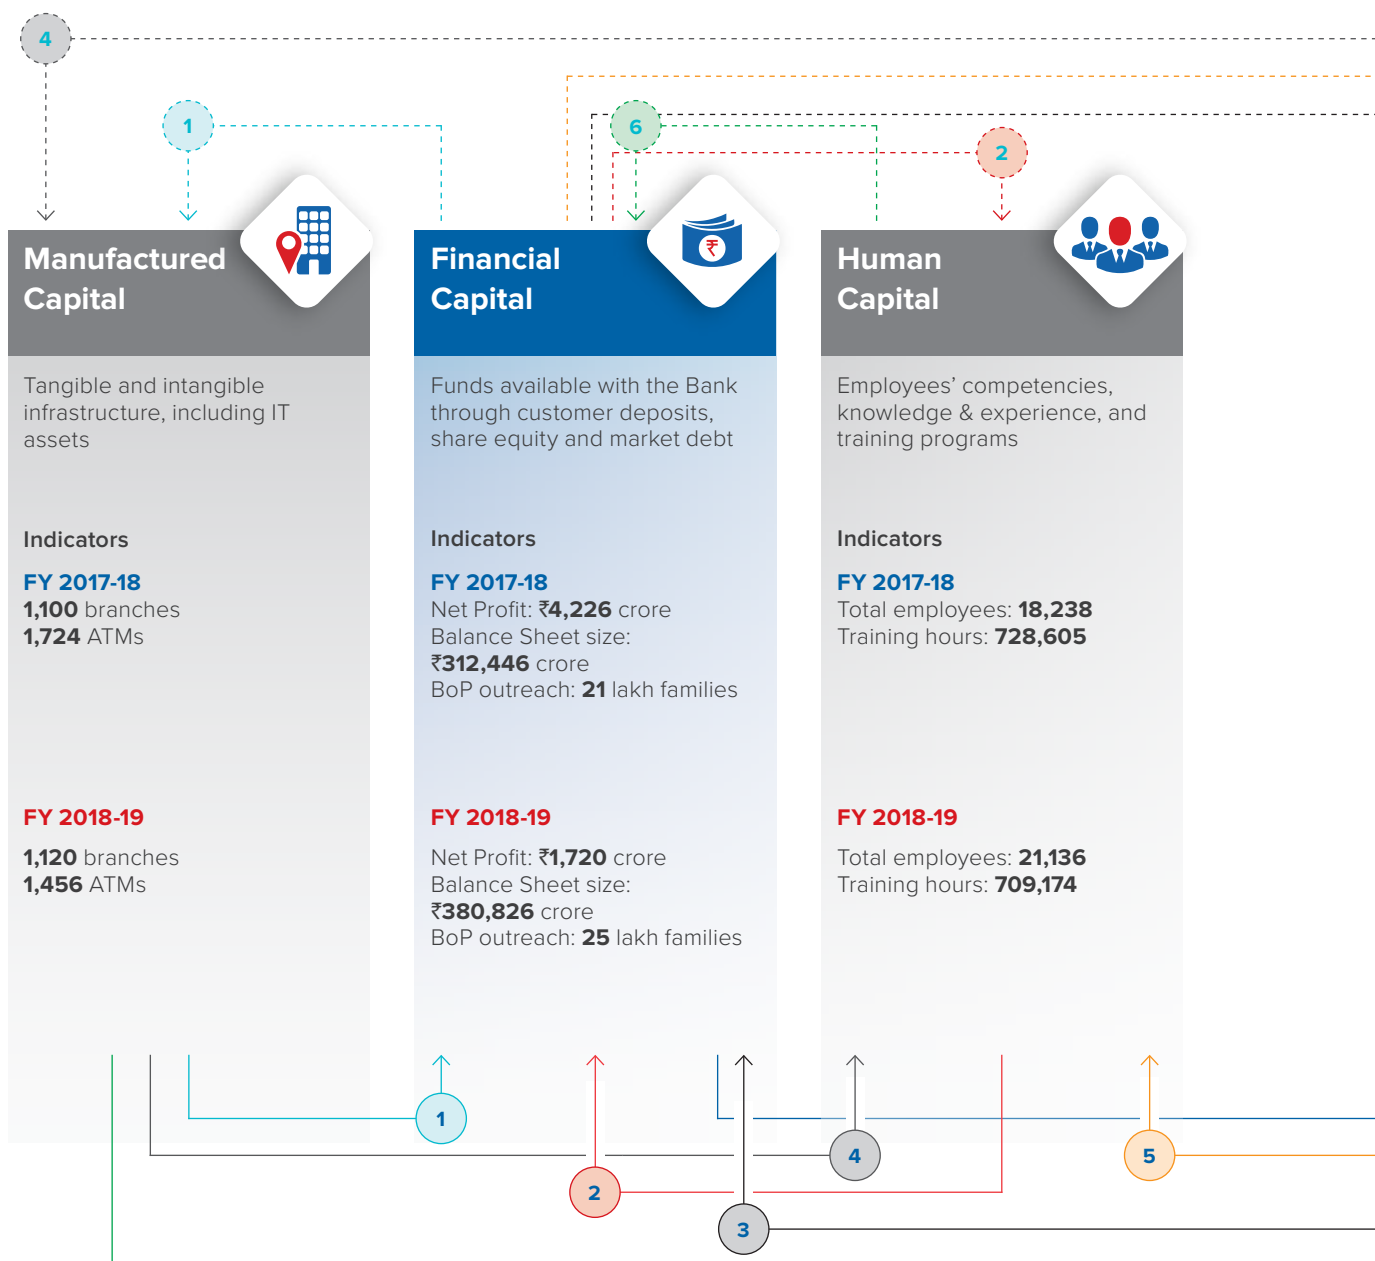 4
1
6
2
Manufactured
Capital
Tangible and intangible
infrastructure, including IT
assets
Indicators
FY 2017-18
1,100 branches
1,724 ATMs
FY 2018-19
1,120 branches
1,456 ATMs
Financial
Capital
₹
Funds available with the Bank
through customer deposits,
share equity and market debt
Indicators
FY 2017-18
Net Profit: ₹4,226 crore
Balance Sheet size:
₹312,446 crore
BoP outreach: 21 lakh families
FY 2018-19
Net Profit: ₹1,720 crore
Balance Sheet size:
₹380,826 crore
BoP outreach: 25 lakh families
Human
Capital
Employees’ competencies,
knowledge & experience, and
training programs
Indicators
FY 2017-18
Total employees: 18,238
Training hours: 728,605
FY 2018-19
Total employees: 21,136
Training hours: 709,174
1
4
5
2
3